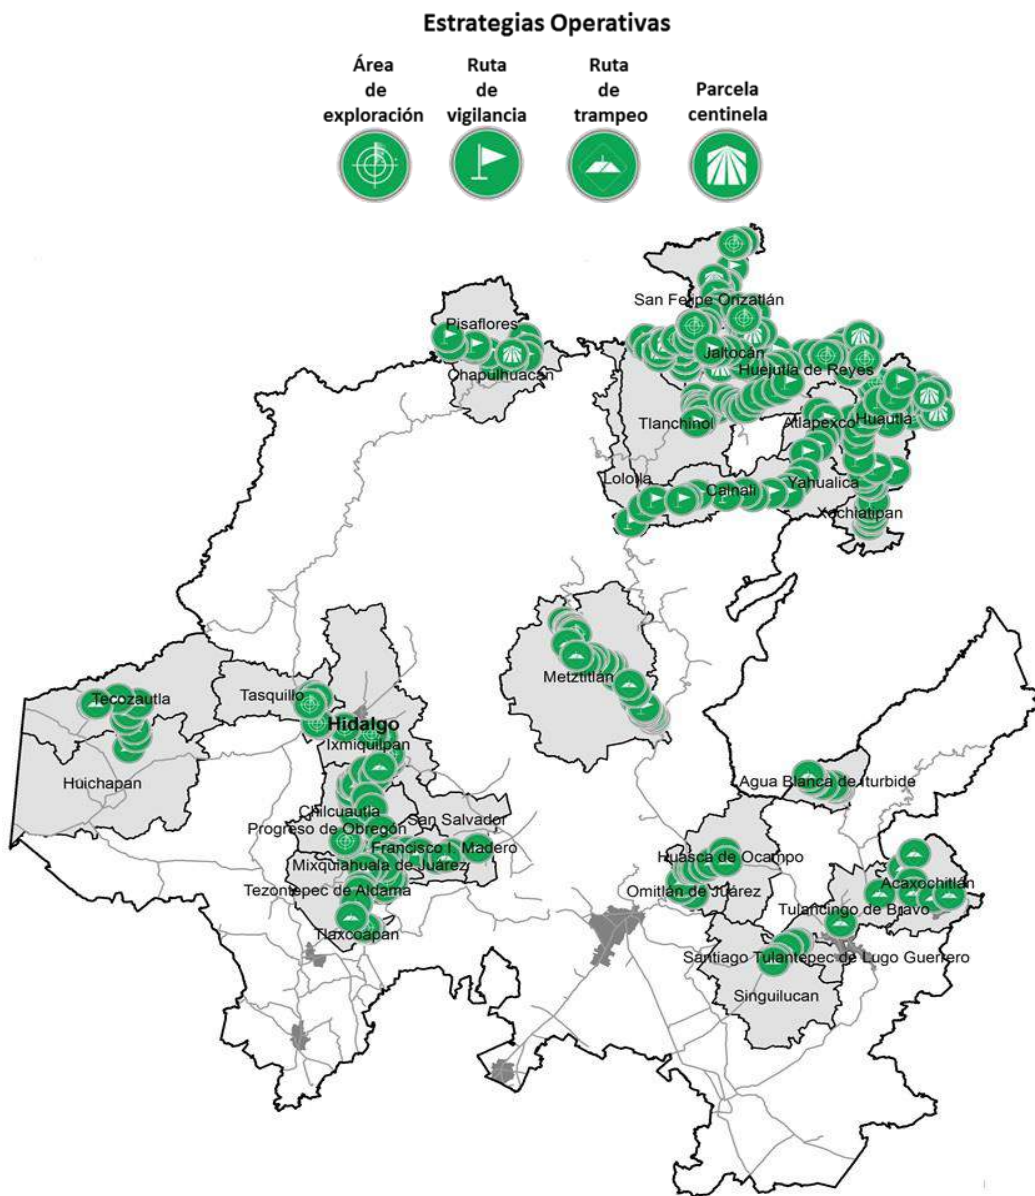 Estrategias Operativas
Área de exploración
Ruta de vigilancia
Ruta de trampeo
Parcela centinela
San Felipe Orizatlán
Pisaflores
Jaltocán
Chapulhuacán
Huejutla de Reyes
Tlanchinol
Atlapexco
Huautla
Lolotla
Calnali
Yahualica
Xochiatipan
Metztitlán
Tecozautla
Tasquillo
Hidalgo
Ixmiquilpan
Huichapan
Agua Blanca de Iturbide
Chilcuautla
San Salvador
Progreso de Obregón
Francisco I. Madero
Mixquiahuala de Juárez
Huasca de Ocampo
Tezontepec de Aldama
Omitlán de Juárez
Acaxochitlán
Tulancingo de Bravo
Tlaxcoapan
Santiago Tulantepec de Lugo Guerrero
Singuilucan